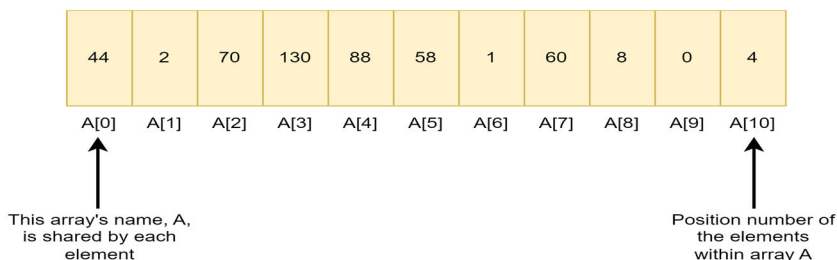 44 2 70 130 88 58 1 60 8 0 4
A[0] A[1] A[2] A[3] A[4] A[5] A[6] A[7] A[8] A[9] A[10]
This array's name, A,
is shared by each
element
Position number of
the elements
within array A